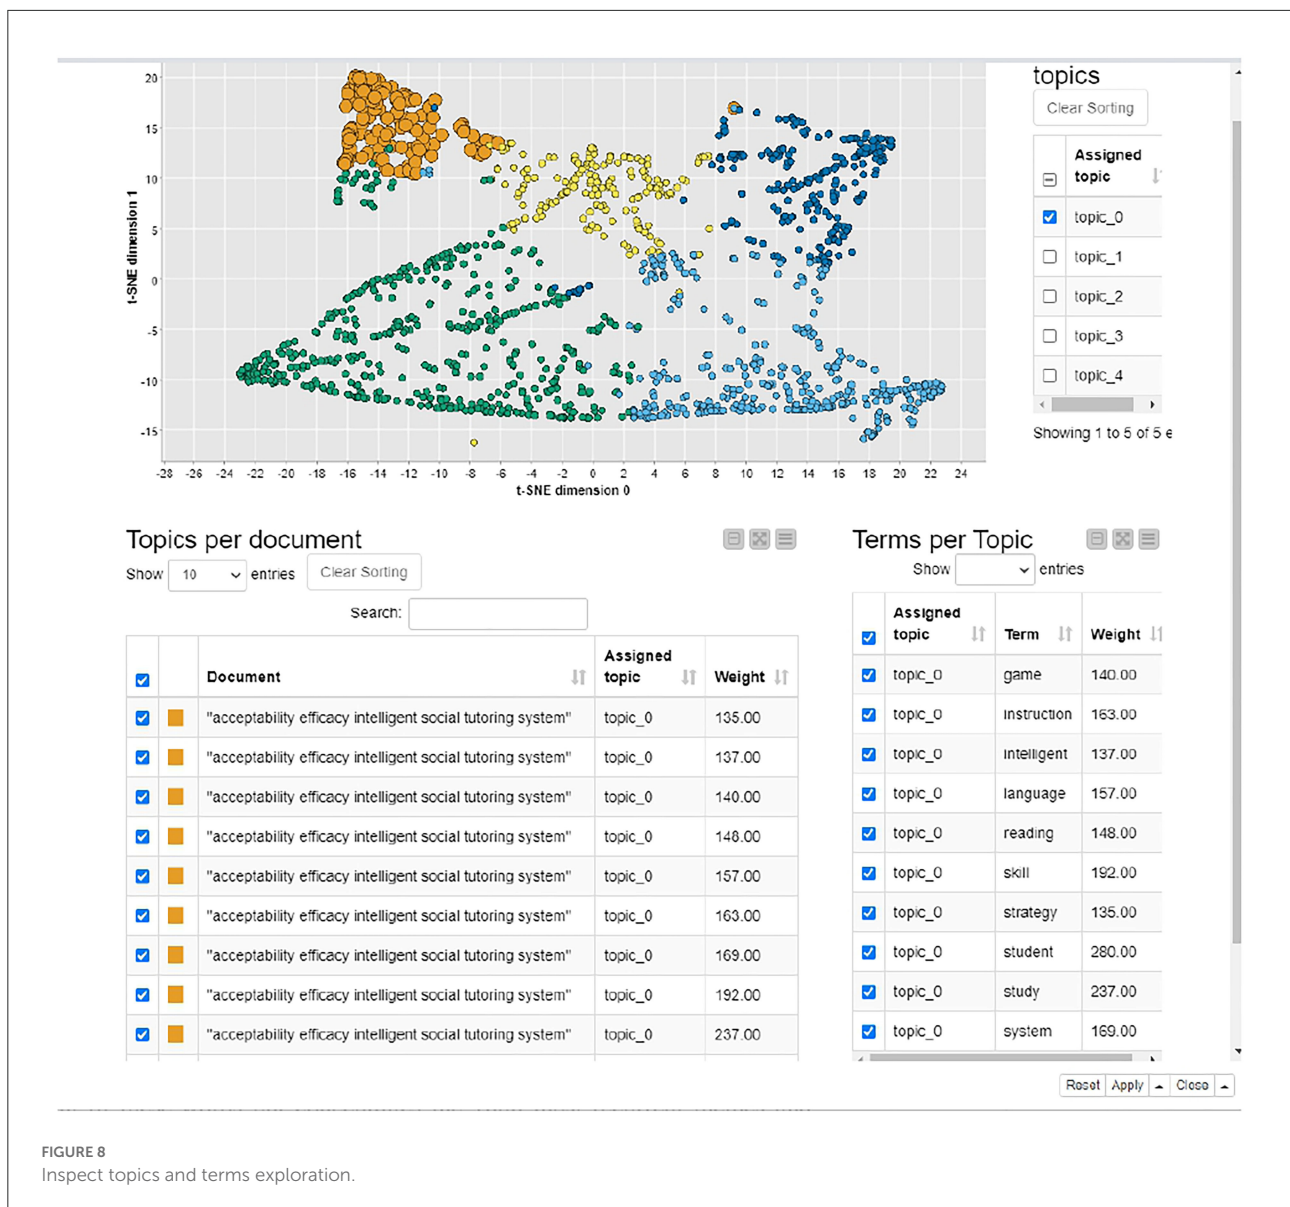 topics
Clear Sorting
Assigned
topic
topic_0
topic_1
topic_2
topic_3
topic_4
Showing 1 to 5 of 5 e
20
15
10
5
0
-5
-10
-15
t-SNE dimension 1
-28 -26 -24 -22 -20 -18 -16 -14 -12 -10 -8 -6 -4 -2 0 2 4 6 8 10 12 14 16 18 20 22 24
t-SNE dimension 0
Topics per document
Show 10 entries Clear Sorting
Search:
Assigned
Document topic Weight
"acceptability efficacy intelligent social tutoring system" topic_0 135.00
"acceptability efficacy intelligent social tutoring system" topic_0 137.00
"acceptability efficacy intelligent social tutoring system" topic_0 140.00
"acceptability efficacy intelligent social tutoring system" topic_0 148.00
"acceptability efficacy intelligent social tutoring system" topic_0 157.00
"acceptability efficacy intelligent social tutoring system" topic_0 163.00
"acceptability efficacy intelligent social tutoring system" topic_0 169.00
"acceptability efficacy intelligent social tutoring system" topic_0 192.00
"acceptability efficacy intelligent social tutoring system" topic_0 237.00
Terms per Topic
Show entries
Assigned
topic Term Weight
topic_0 game 140.00
topic_0 instruction 163.00
topic_0 intelligent 137.00
topic_0 language 157.00
topic_0 reading 148.00
topic_0 skill 192.00
topic_0 strategy 135.00
topic_0 student 280.00
topic_0 study 237.00
topic_0 system 169.00
Reset Apply Close
FIGURE 8
Inspect topics and terms exploration.